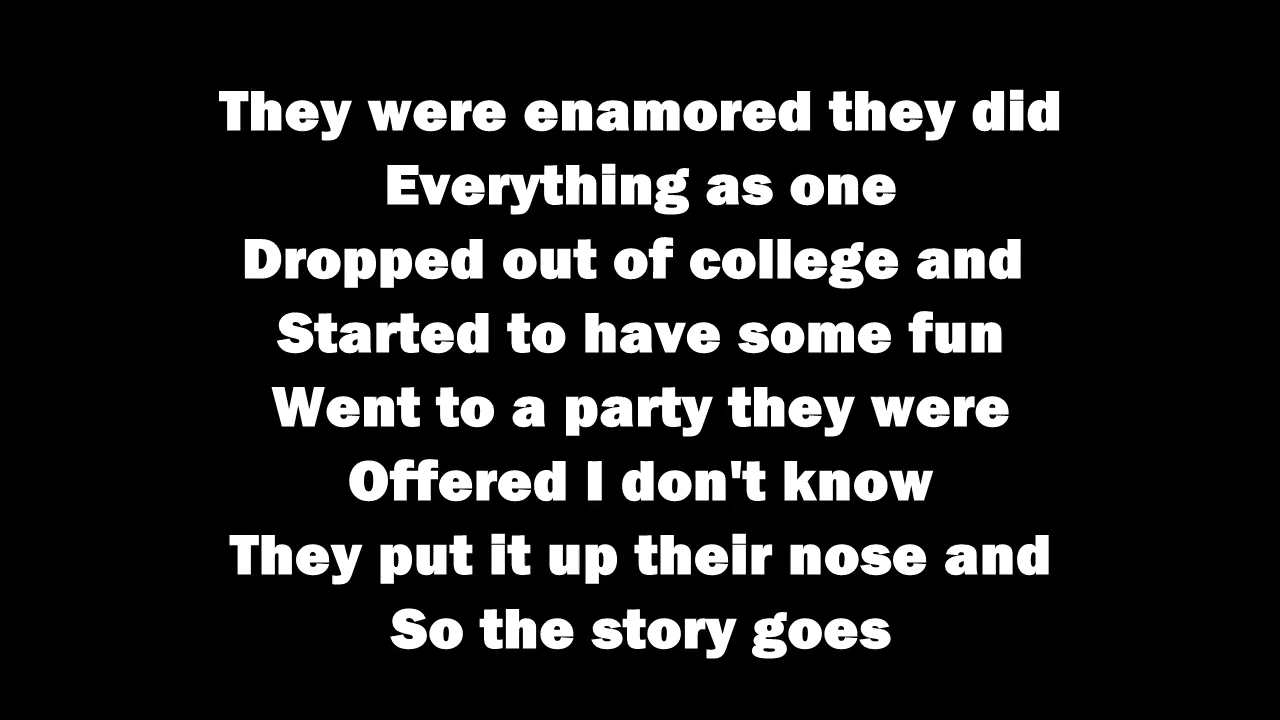 They were enamored they did
Everything as one
Dropped out of college and
Started to have some fun
Went to a party they were
Offered I don't know
They put it up their nose and
So the story goes